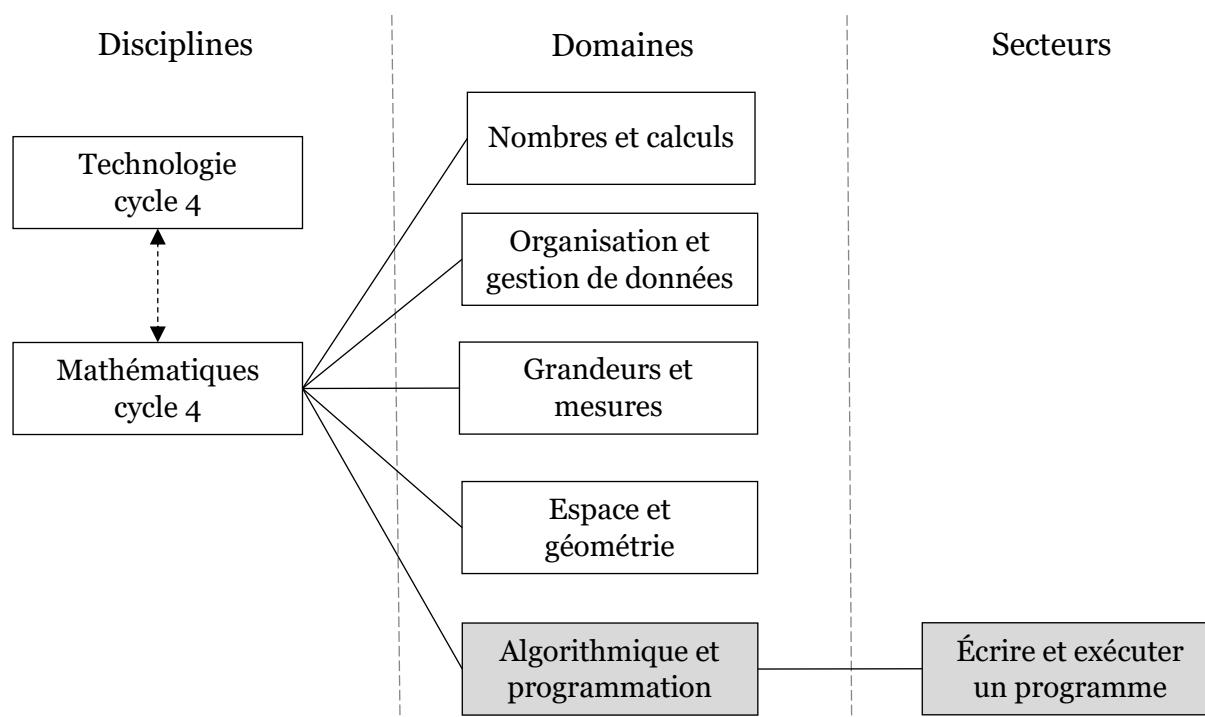 Disciplines
Domaines
Secteurs
Technologie
cycle 4
Mathématiques
cycle 4
Nombres et calculs
Organisation et
gestion de données
Grandeurs et
mesures
Espace et
géométrie
Algorithmique et
programmation
Écrire et exécuter
un programme